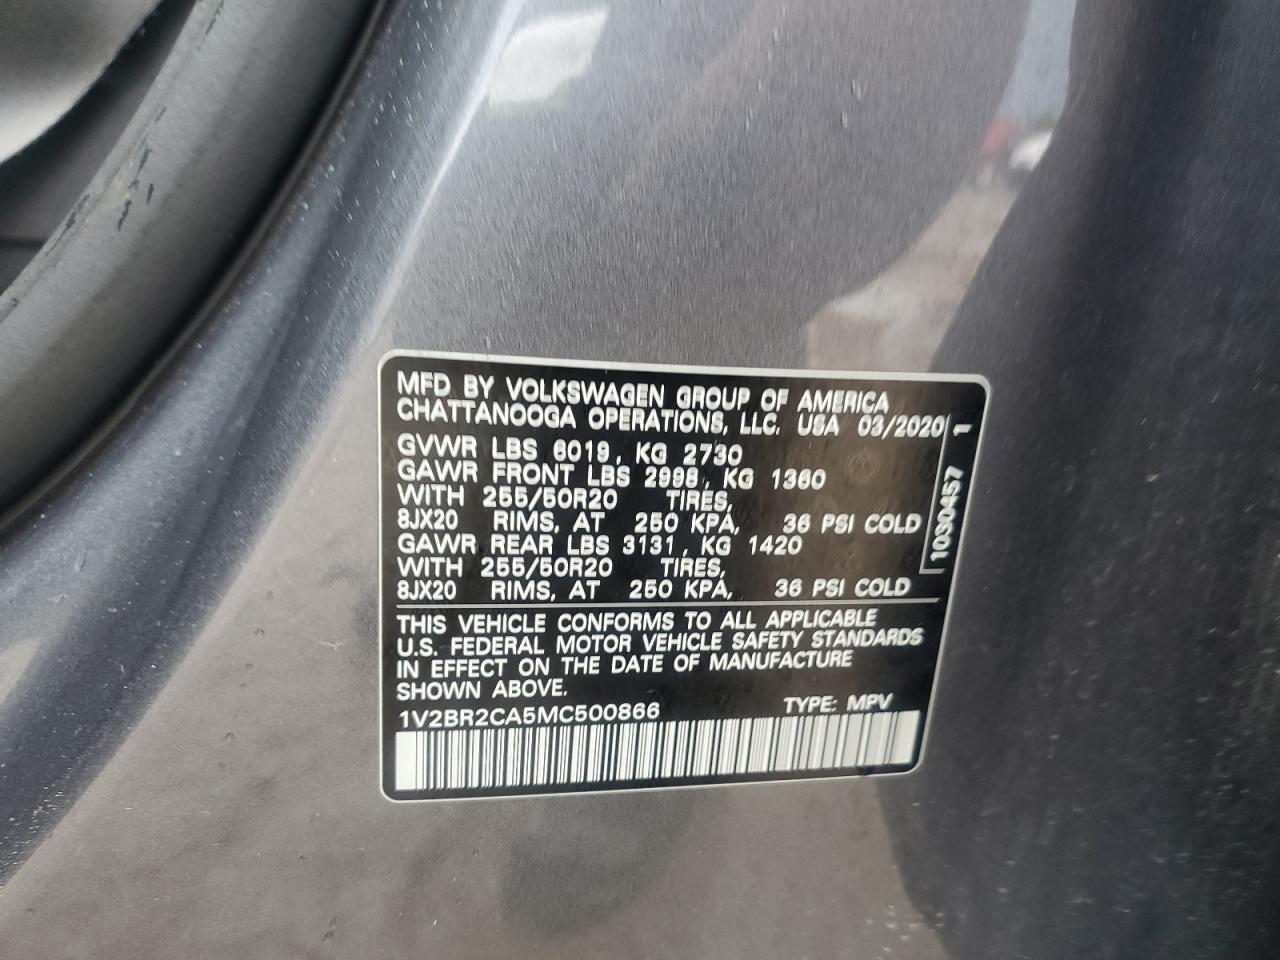 MFD BY VOLKSWAGEN GROUP OF AMERICA
CHATTANOOGA OPERATIONS, LLC. USA 03/2020
GVWR LBS 6019, KG 2730
GAWR FRONT LBS 2998, KG 1360
WITH 255/50R20 TIRES,
8JX20 RIMS, AT 250 KPA, 36 PSI COLD
GAWR REAR LBS 3131, KG 1420
WITH 255/50R20 TIRES,
8JX20 RIMS, AT 250 KPA, 36 PSI COLD
1030457 1
THIS VEHICLE CONFORMS TO ALL APPLICABLE
U.S. FEDERAL MOTOR VEHICLE SAFETY STANDARDS
IN EFFECT ON THE DATE OF MANUFACTURE
SHOWN ABOVE.
1V2BR2CA5MC500866 TYPE: MPV